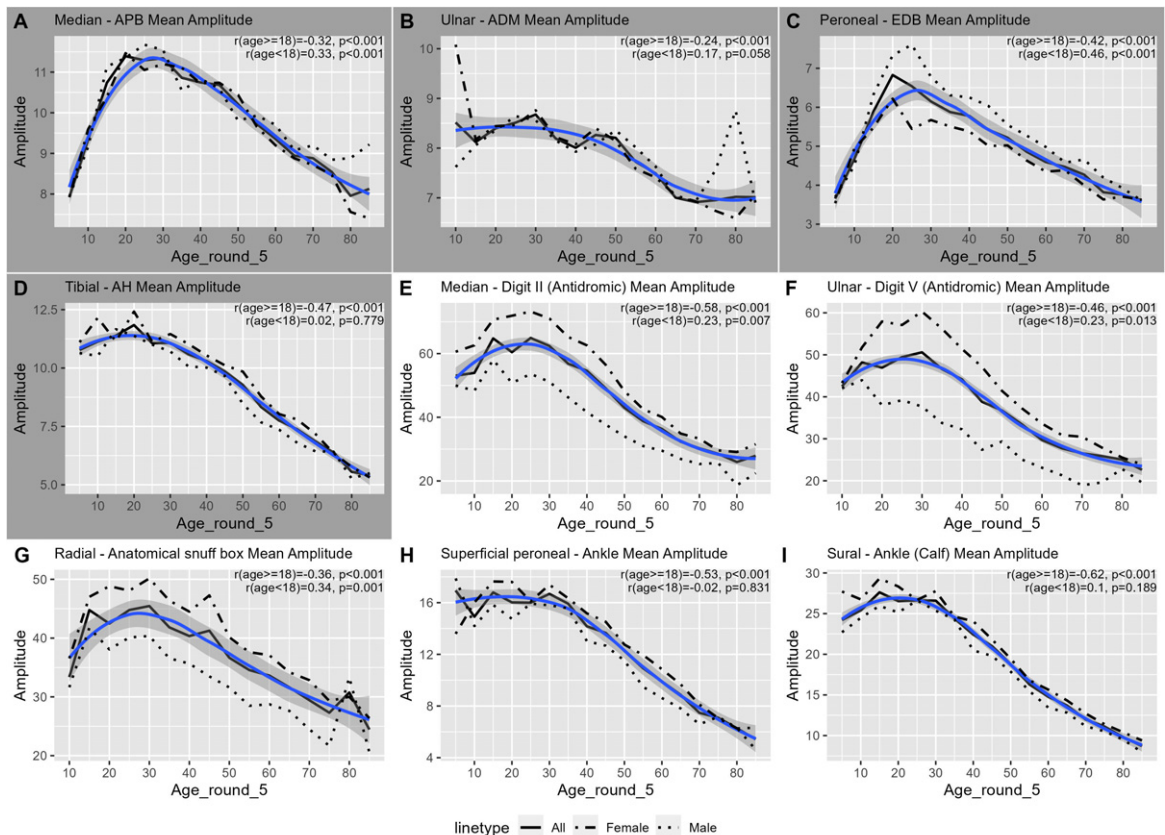 A Median - APB Mean Amplitude
r(age>=18)=-0.32, p<0.001
r(age<18)=0.33, p<0.001
Amplitude
11
10
9
8
10 20 30 40 50 60 70 80
Age_round_5
B Ulnar - ADM Mean Amplitude
r(age>=18)=-0.24, p<0.001
r(age<18)=0.17, p=0.058
Amplitude
10
9
8
7
10 20 30 40 50 60 70 80
Age_round_5
C Peroneal - EDB Mean Amplitude
r(age>=18)=-0.42, p<0.001
r(age<18)=0.46, p<0.001
Amplitude
7
6
5
4
3
10 20 30 40 50 60 70 80
Age_round_5
D Tibial - AH Mean Amplitude
r(age>=18)=-0.47, p<0.001
r(age<18)=0.02, p=0.779
Amplitude
12.5
10.0
7.5
5.0
10 20 30 40 50 60 70 80
Age_round_5
E Median - Digit II (Antidromic) Mean Amplitude
r(age>=18)=-0.58, p<0.001
r(age<18)=0.23, p=0.007
Amplitude
60
40
20
10 20 30 40 50 60 70 80
Age_round_5
F Ulnar - Digit V (Antidromic) Mean Amplitude
r(age>=18)=-0.46, p<0.001
r(age<18)=0.23, p=0.013
Amplitude
60
50
40
30
20
10 20 30 40 50 60 70 80
Age_round_5
G Radial - Anatomical snuff box Mean Amplitude
r(age>=18)=-0.36, p<0.001
r(age<18)=0.34, p=0.001
Amplitude
50
40
30
20
10 20 30 40 50 60 70 80
Age_round_5
H Superficial peroneal - Ankle Mean Amplitude
r(age>=18)=-0.53, p<0.001
r(age<18)=-0.02, p=0.831
Amplitude
16
12
8
4
10 20 30 40 50 60 70 80
Age_round_5
I Sural - Ankle (Calf) Mean Amplitude
r(age>=18)=-0.62, p<0.001
r(age<18)=0.1, p=0.189
Amplitude
30
25
20
15
10
10 20 30 40 50 60 70 80
Age_round_5
linetype All Female Male